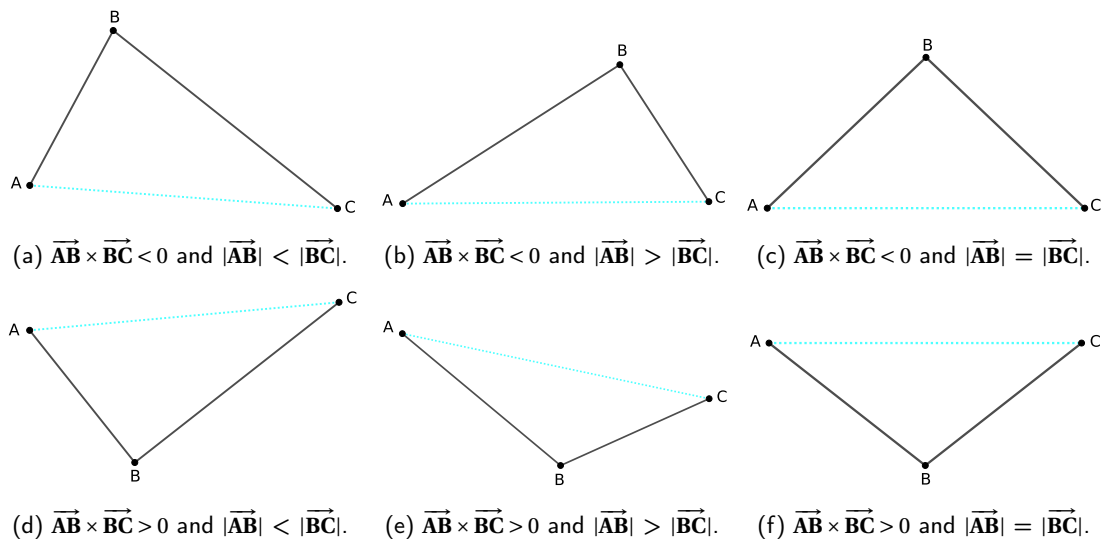 B
A
C
B
A
C
B
A
C
(a) AB × BC < 0 and |AB| < |BC|.
(b) AB × BC < 0 and |AB| > |BC|.
(c) AB × BC < 0 and |AB| = |BC|.
A
C
B
A
C
B
A
C
B
(d) AB × BC > 0 and |AB| < |BC|.
(e) AB × BC > 0 and |AB| > |BC|.
(f) AB × BC > 0 and |AB| = |BC|.